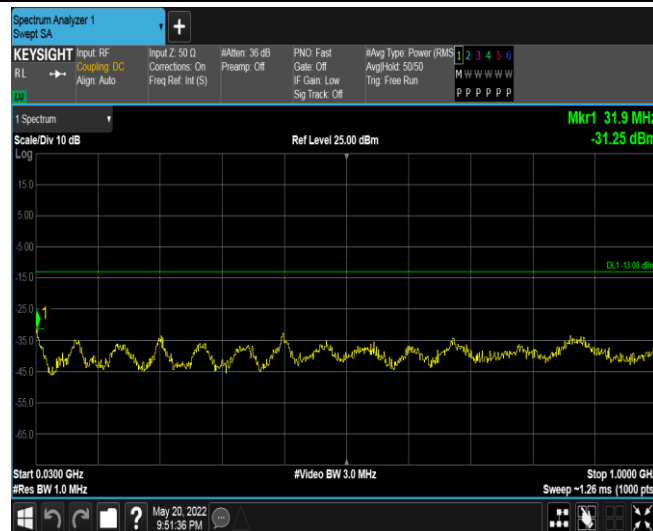 Spectrum Analyzer 1
Swept SA
KEYSIGHT
RL
Input: RF
Coupling: DC
Align: Auto
Input Z: 50 Ω
Corrections: On
Freq Ref: Int (S)
#Atten: 36 dB
Preamp: Off
PNO: Fast
Gate: Off
IF Gain: Low
Sig Track: Off
#Avg Type: Power (RMS
Avg|Hold: 50/50
Trig: Free Run
1 2 3 4 5 6
M W W W W W
P P P P P P
1 Spectrum
Mkr1 31.9 MHz
Scale/Div 10 dB
Ref Level 25.00 dBm
-31.25 dBm
Log
15.0
5.00
-5.00
DL1 -13.00 dBm
-15.0
-25.0
1
-35.0
-45.0
-55.0
-65.0
Start 0.0300 GHz
#Video BW 3.0 MHz
Stop 1.0000 GHz
#Res BW 1.0 MHz
Sweep ~1.26 ms (1000 pts)
?
May 20, 2022
9:51:36 PM